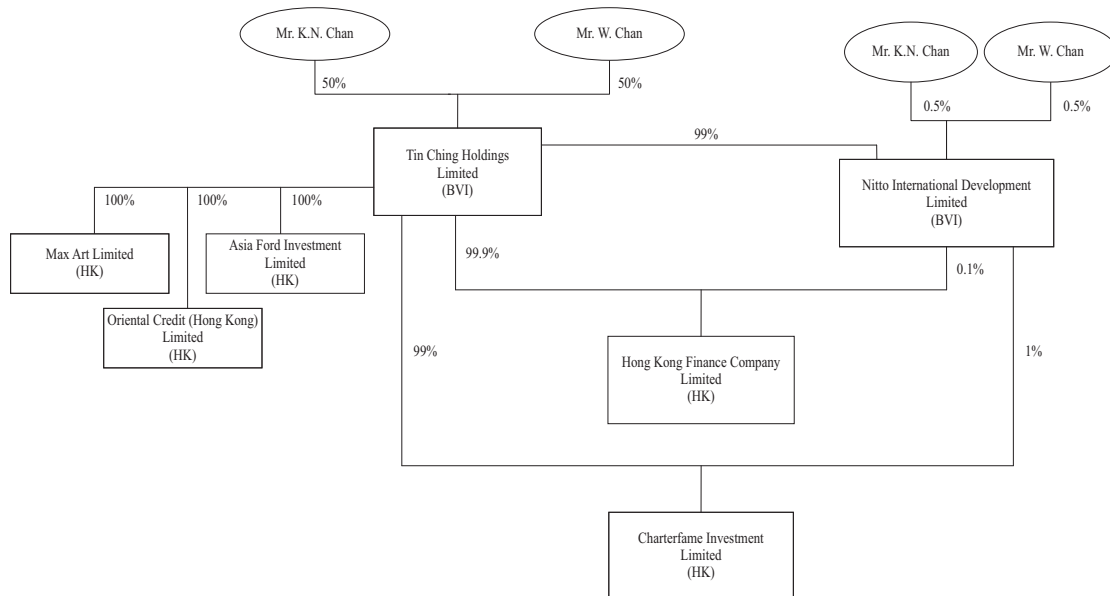 Mr. K.N. Chan
Mr. W. Chan
Mr. K.N. Chan
Mr. W. Chan
50%
50%
0.5%
0.5%
99%
Tin Ching Holdings
Limited
(BVI)
Nitto International Development
Limited
(BVI)
100%
100%
100%
Max Art Limited
(HK)
Asia Ford Investment
Limited
(HK)
Oriental Credit (Hong Kong)
Limited
(HK)
99.9%
0.1%
99%
1%
Hong Kong Finance Company
Limited
(HK)
Charterfame Investment
Limited
(HK)